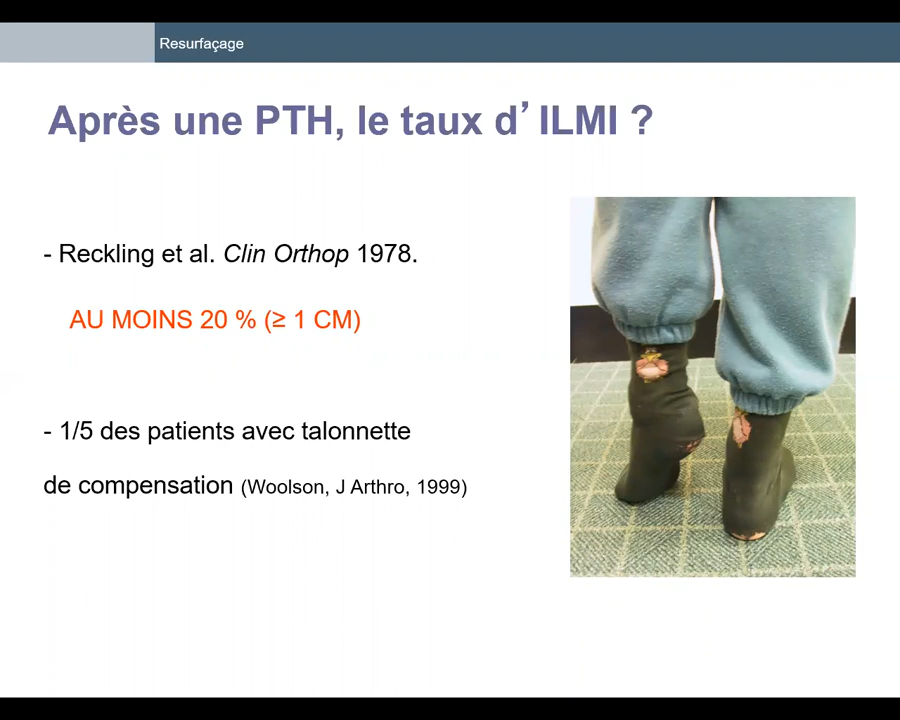 Resurfaçage
Après une PTH, le taux d’ ILMI ?
- Reckling et al. Clin Orthop 1978.
AU MOINS 20 % (≥ 1 CM)
- 1/5 des patients avec talonnette
de compensation (Woolson, J Arthro, 1999)